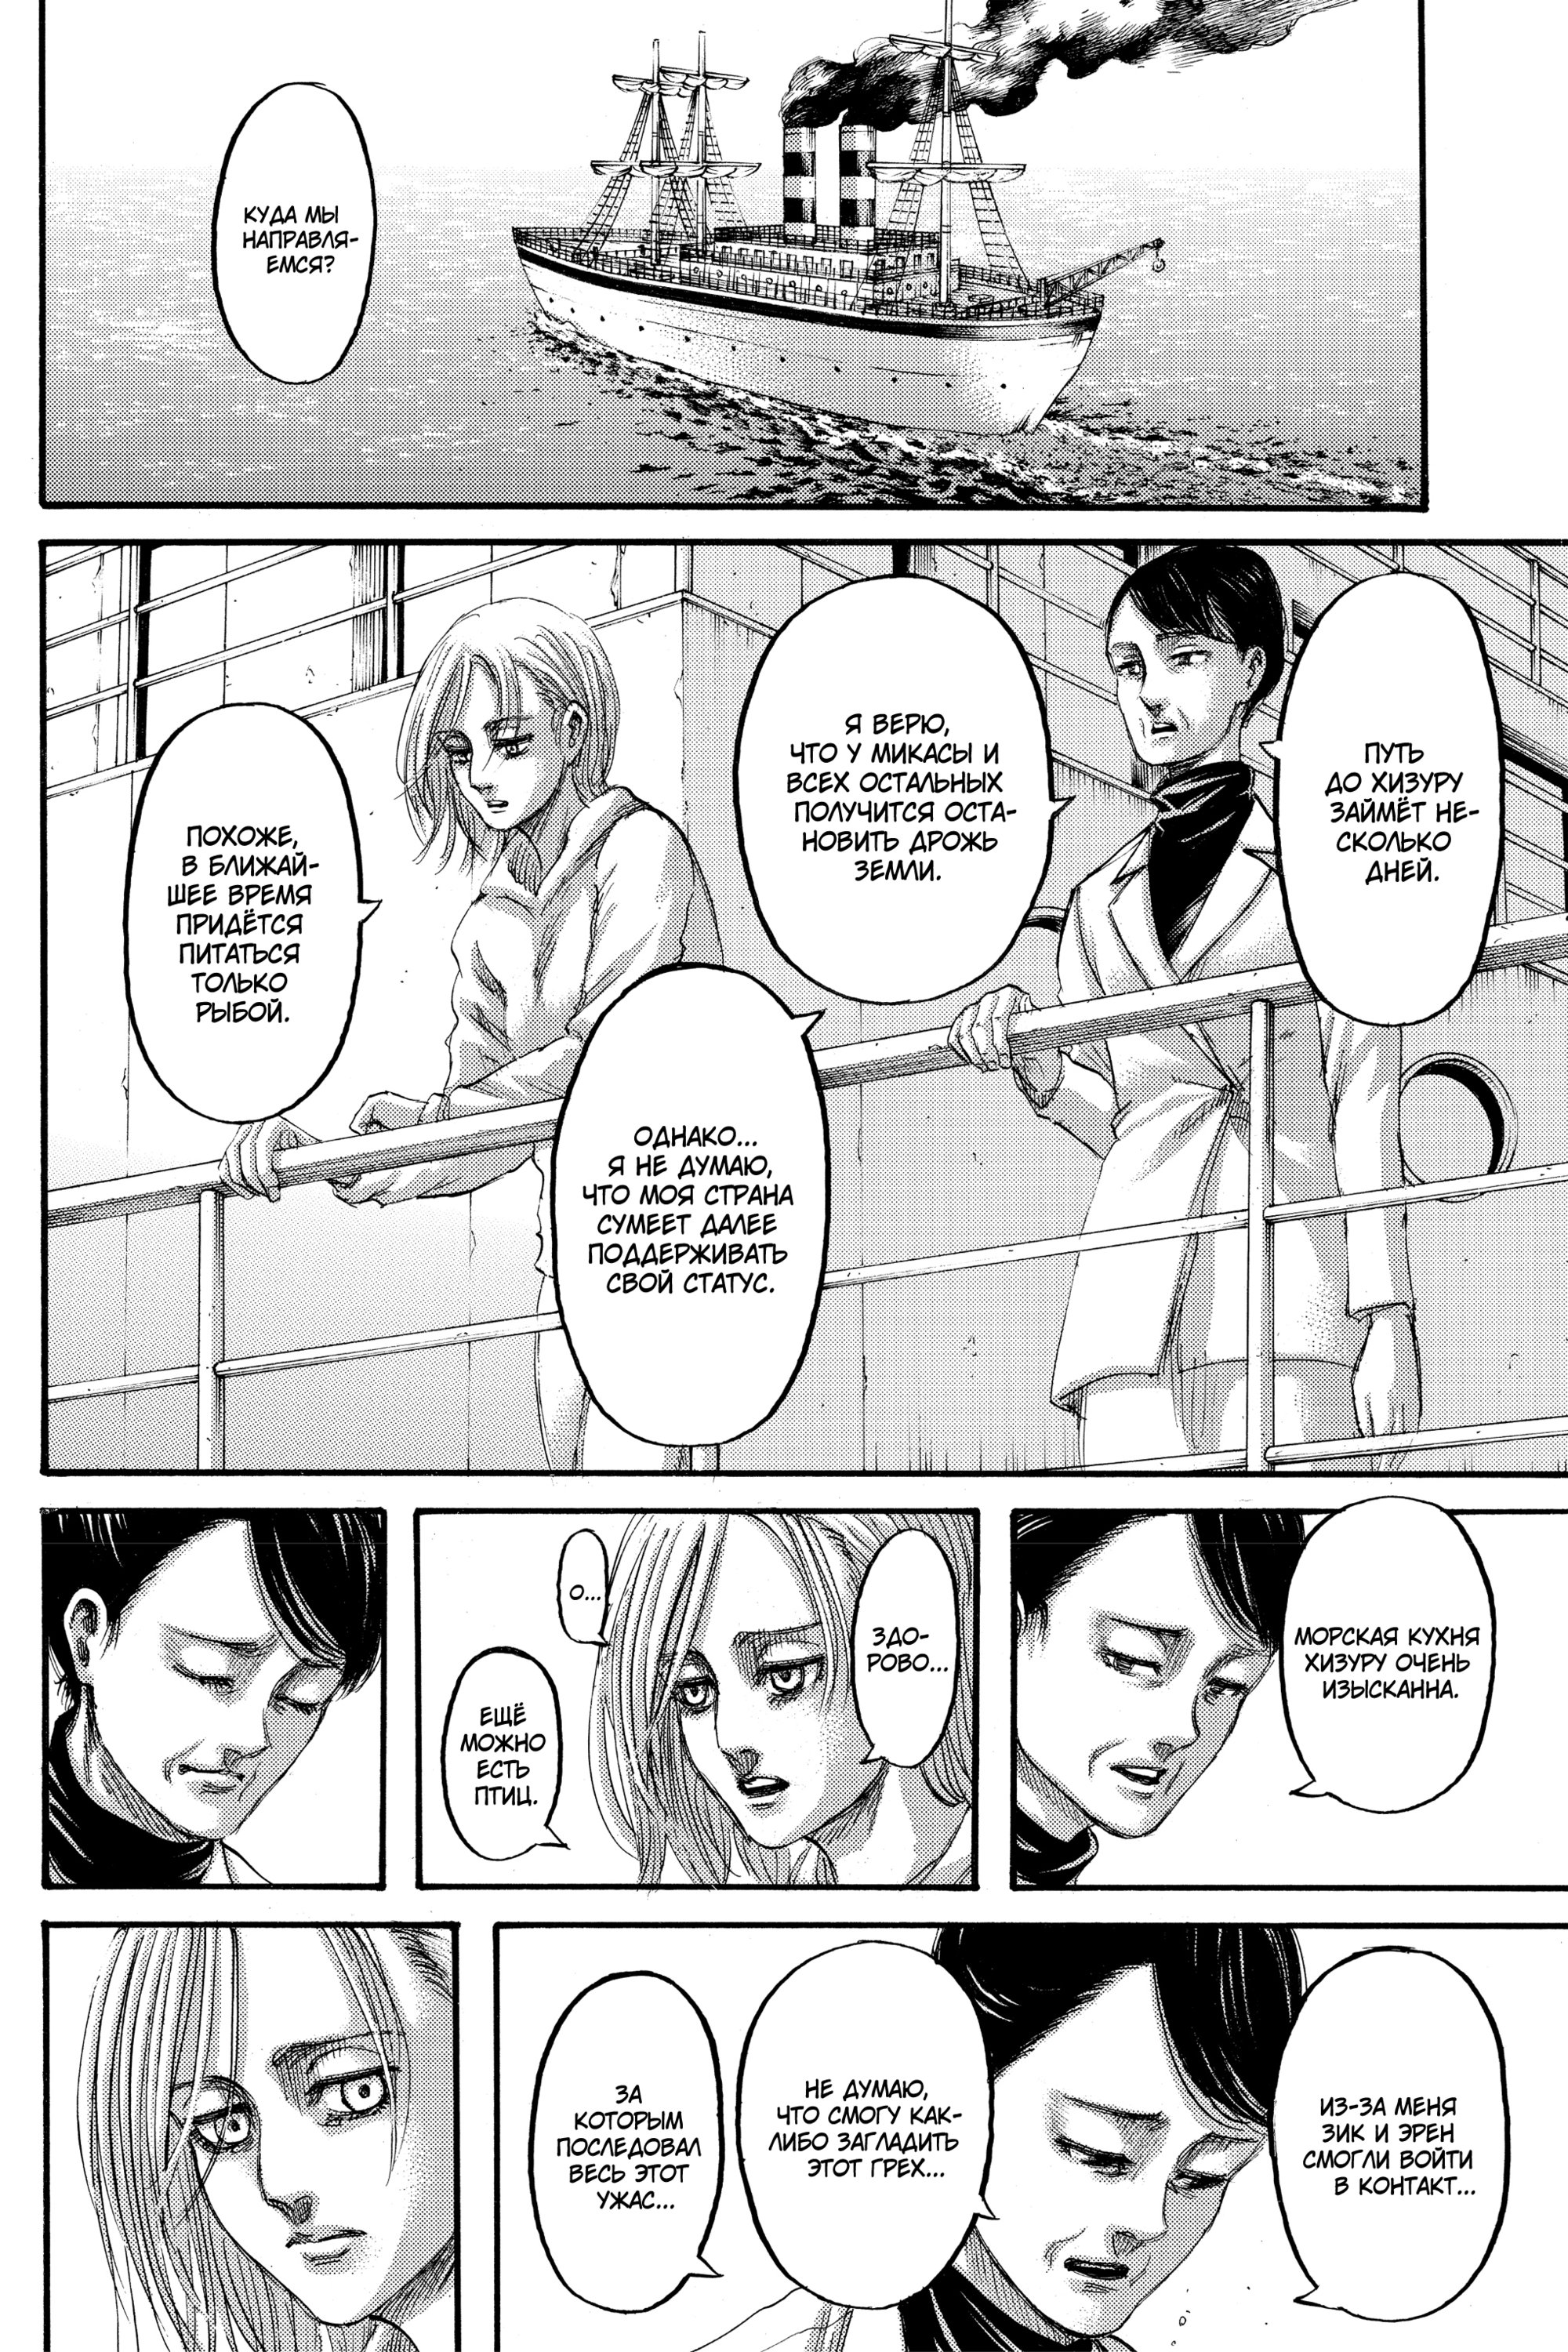 КУДА МЫ
НАПРАВЛЯ-
ЕМСЯ?
ПУТЬ
ДО ХИЗУРУ
ЗАЙМЁТ НЕ-
СКОЛЬКО
ДНЕЙ.
Я ВЕРЮ,
ЧТО У МИКАСЫ И
ВСЕХ ОСТАЛЬНЫХ
ПОЛУЧИТСЯ ОСТА-
НОВИТЬ ДРОЖЬ
ЗЕМЛИ.
ОДНАКО...
Я НЕ ДУМАЮ,
ЧТО МОЯ СТРАНА
СУМЕЕТ ДАЛЕЕ
ПОДДЕРЖИВАТЬ
СВОЙ СТАТУС.
ПОХОЖЕ,
В БЛИЖАЙ-
ШЕЕ ВРЕМЯ
ПРИДЁТСЯ
ПИТАТЬСЯ
ТОЛЬКО
РЫБОЙ.
МОРСКАЯ КУХНЯ
ХИЗУРУ ОЧЕНЬ
ИЗЫСКАННА.
ЗДО-
РОВО...
О...
ЕЩЁ
МОЖНО
ЕСТЬ
ПТИЦ.
ИЗ-ЗА МЕНЯ
ЗИК И ЭРЕН
СМОГЛИ ВОЙТИ
В КОНТАКТ...
НЕ ДУМАЮ,
ЧТО СМОГУ КАК-
ЛИБО ЗАГЛАДИТЬ
ЭТОТ ГРЕХ...
ЗА
КОТОРЫМ
ПОСЛЕДОВАЛ
ВЕСЬ ЭТОТ
УЖАС...